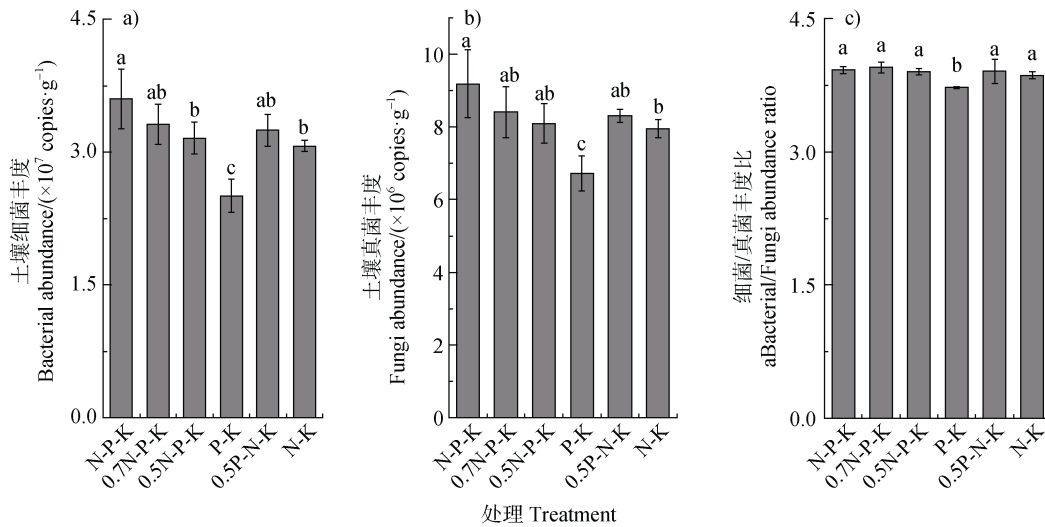 a)
土壤细菌丰度
Bacterial abundance/(×10⁷ copies·g⁻¹)
4.5
3.0
1.5
0.0
a
ab
b
c
ab
b
N-P-K
0.7N-P-K
0.5N-P-K
P-K
0.5P-N-K
N-K
b)
土壤真菌丰度
Fungi abundance/(×10⁶ copies·g⁻¹)
10
8
6
4
2
0
a
ab
ab
c
ab
b
N-P-K
0.7N-P-K
0.5N-P-K
P-K
0.5P-N-K
N-K
c)
细菌/真菌丰度比
aBacterial/Fungi abundance ratio
4.5
3.0
1.5
0.0
a
a
a
b
a
a
N-P-K
0.7N-P-K
0.5N-P-K
P-K
0.5P-N-K
N-K
处理 Treatment